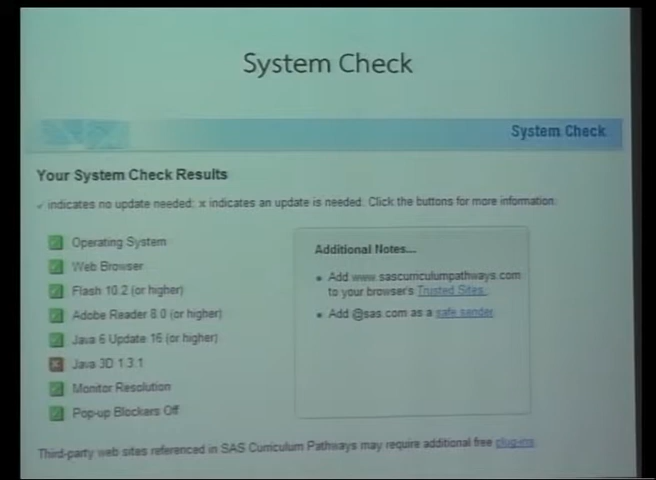 System Check
System Check
Your System Check Results
✓ indicates no update needed: x indicates an update is needed. Click the buttons for more information.
Operating System
Web Browser
Flash 10.2 (or higher)
Adobe Reader 8.0 (or higher)
Java 6 Update 16 (or higher)
Java 3D 1.3.1
Monitor Resolution
Pop-up Blockers Off
Additional Notes...
• Add www.sascurriculumpathways.com
to your browser's Trusted Sites.
• Add @sas.com as a safe sender
Third-party web sites referenced in SAS Curriculum Pathways may require additional free plug-ins.